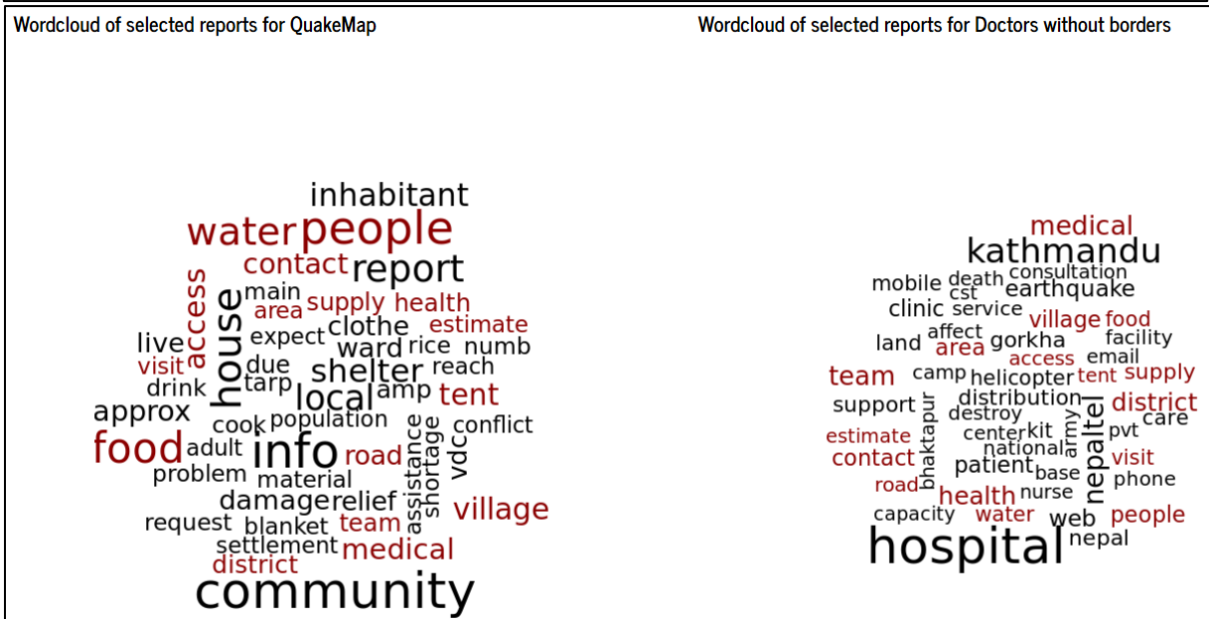 Wordcloud of selected reports for QuakeMap
inhabitant
water people
contact report
access
house
main
area supply health
live expect clothe estimate
ward rice numb
visit due shelter reach
drink tarp local amp tent
approx cook population
assistance
shortage
vdc
conflict
food adult info road
problem material
damage relief village
request blanket team
settlement medical
district
community
Wordcloud of selected reports for Doctors without borders
medical
kathmandu
mobile death consultation
cst earthquake
clinic service village food
land affect gorkha facility
area access email
team camp helicopter tent supply
support bhaktapur distribution army nepaltel district
destroy care
estimate center kit pvt
national
contact patient base visit
road health nurse phone
capacity water web people
hospital nepal